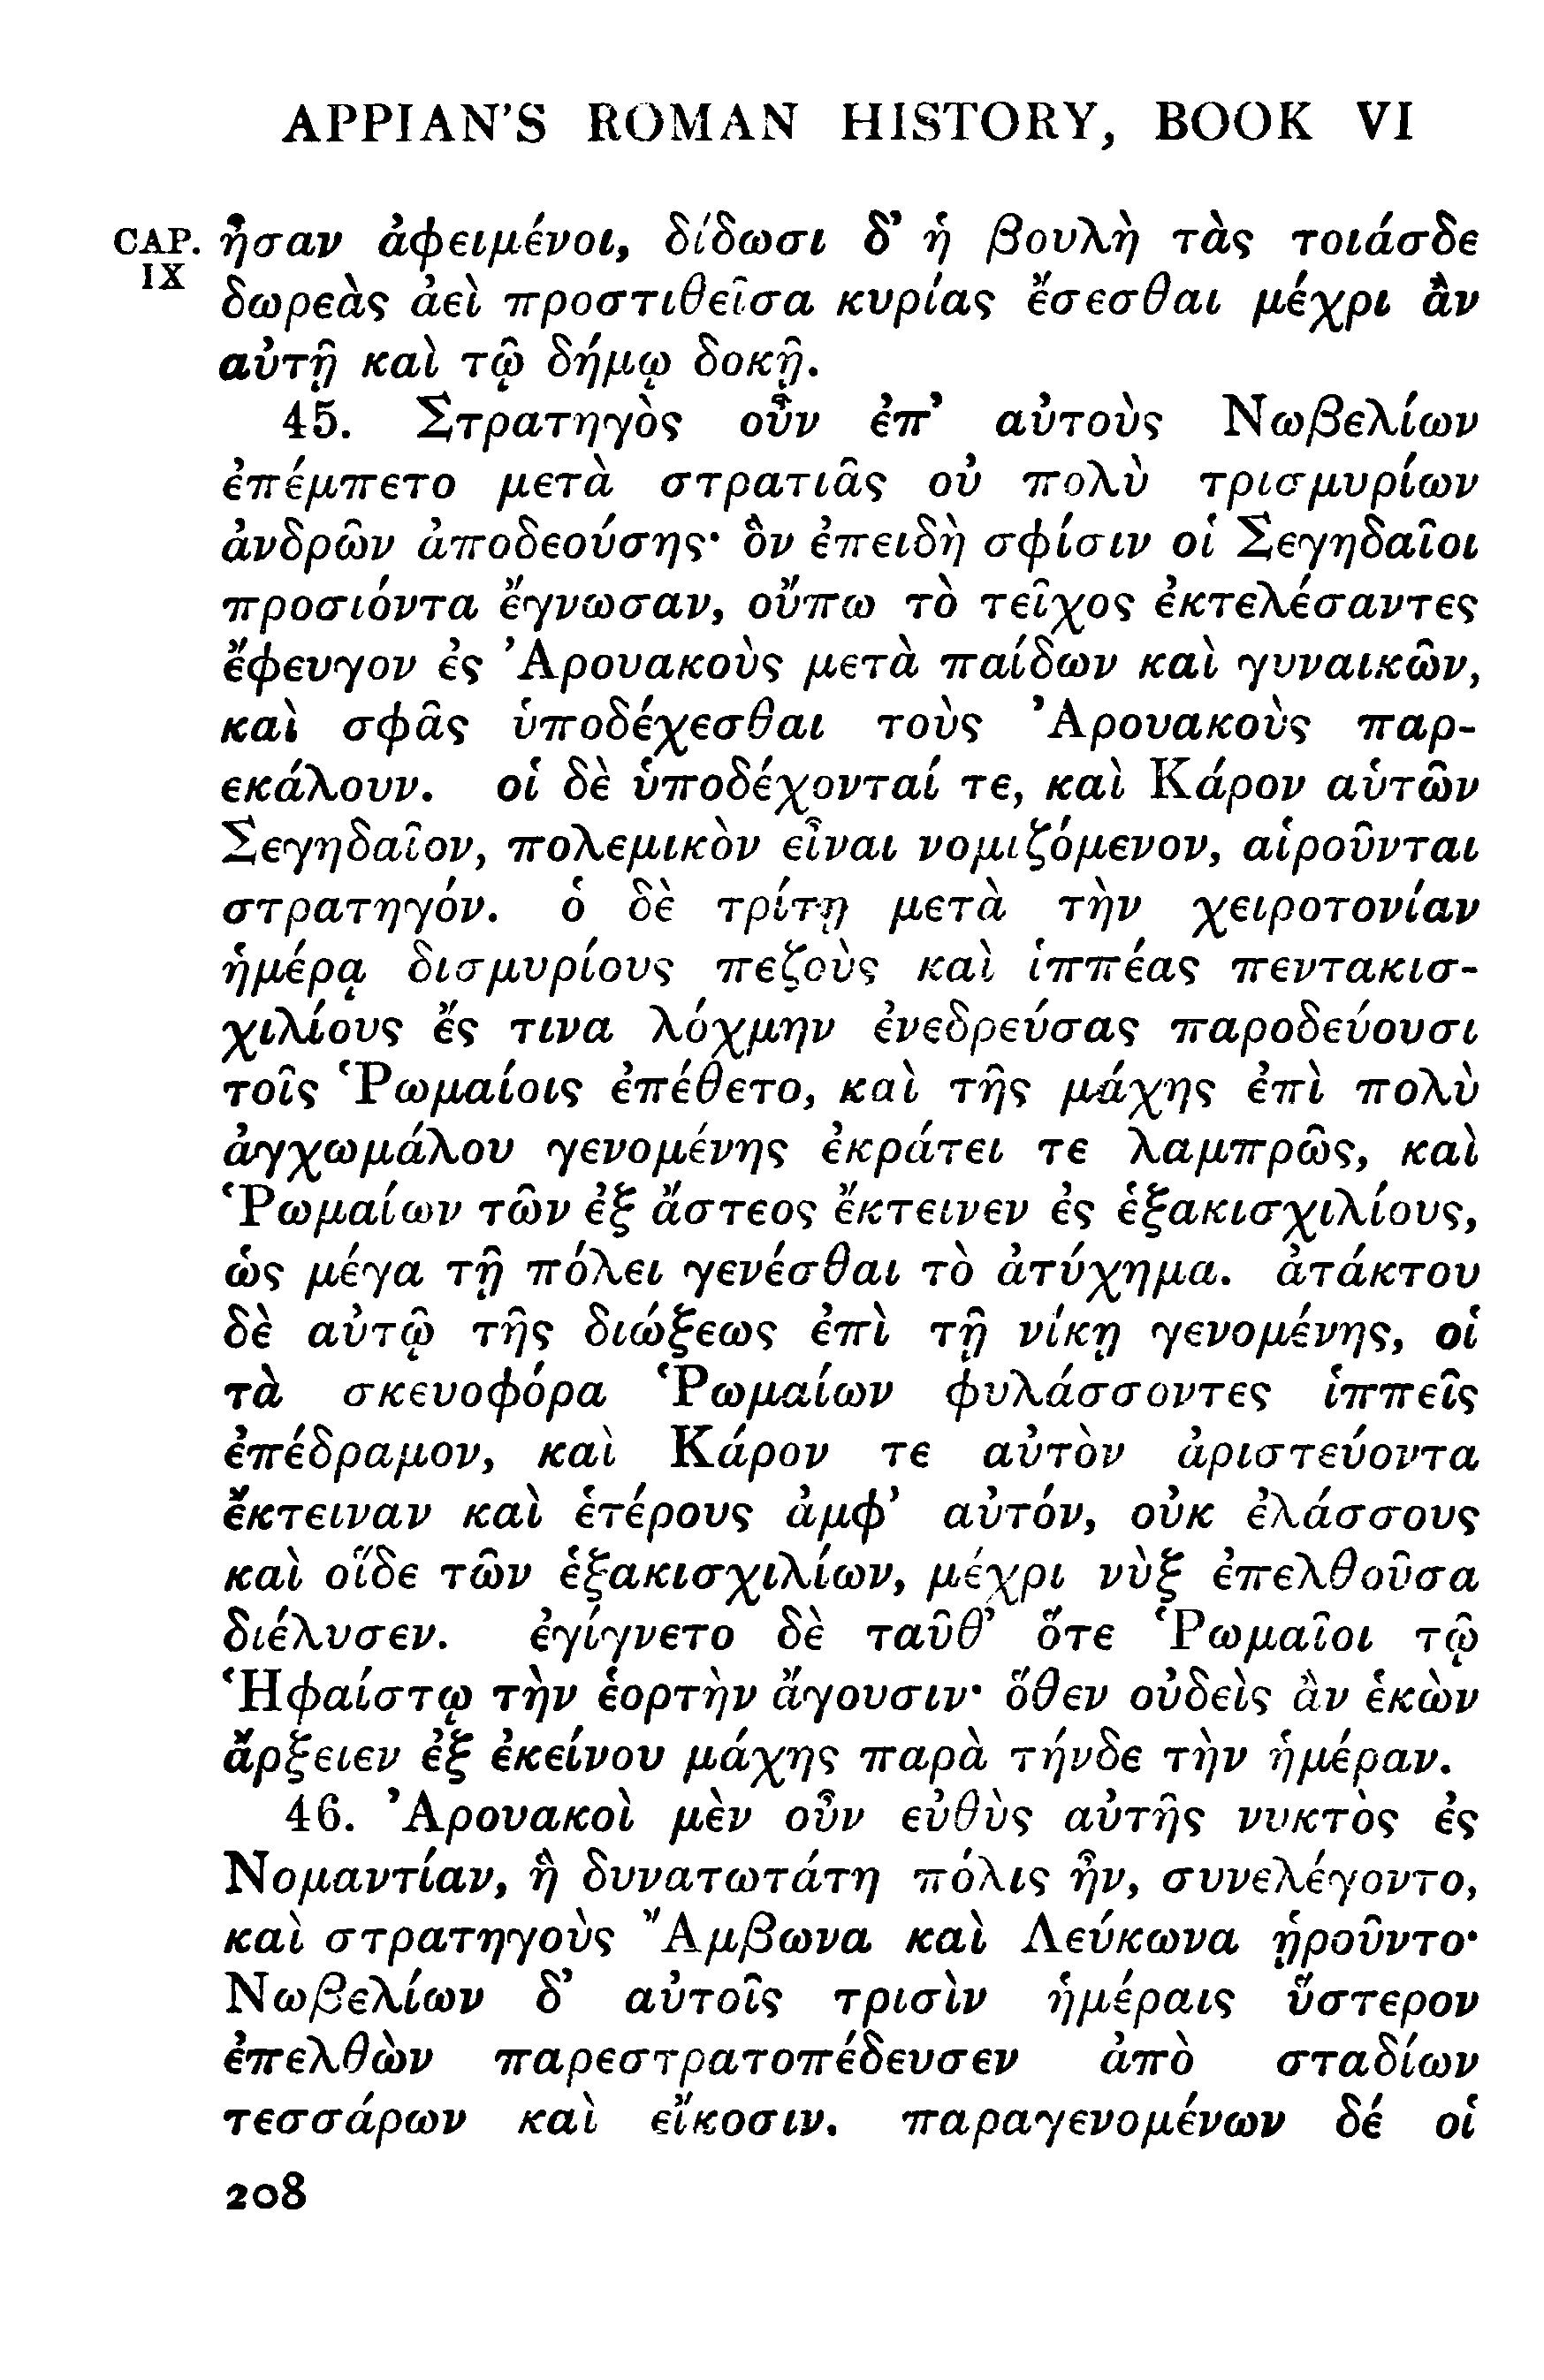 APPIAN'S ROMAN HISTORY, BOOK VI
CAP. IX ἦσαν ἀφειμένοι, δίδωσι δ' ἡ βουλὴ τὰς τοιάσδε
δωρεὰς ἀεὶ προστιθεῖσα κυρίας ἔσεσθαι μέχρι ἂν
αὐτῇ καὶ τῷ δήμῳ δοκῇ.
45. Στρατηγὸς οὖν ἐπ' αὐτοὺς Νωβελίων
ἐπέμπετο μετὰ στρατιᾶς οὐ πολὺ τρισμυρίων
ἀνδρῶν ἀποδεούσης· ὃν ἐπειδὴ σφίσιν οἱ Σεγηδαῖοι
προσιόντα ἔγνωσαν, οὔπω τὸ τεῖχος ἐκτελέσαντες
ἔφευγον ἐς Ἀρουακοὺς μετὰ παίδων καὶ γυναικῶν,
καὶ σφᾶς ὑποδέχεσθαι τοὺς Ἀρουακοὺς παρ-
εκάλουν. οἱ δὲ ὑποδέχονταί τε, καὶ Κάρον αὑτῶν
Σεγηδαῖον, πολεμικὸν εἶναι νομιζόμενον, αἱροῦνται
στρατηγόν. ὁ δὲ τρίτῃ μετὰ τὴν χειροτονίαν
ἡμέρᾳ δισμυρίους πεζοὺς καὶ ἱππέας πεντακισ-
χιλίους ἔς τινα λόχμην ἐνεδρεύσας παροδεύουσι
τοῖς Ῥωμαίοις ἐπέθετο, καὶ τῆς μάχης ἐπὶ πολὺ
ἀγχωμάλου γενομένης ἐκράτει τε λαμπρῶς, καὶ
Ῥωμαίων τῶν ἐξ ἄστεος ἔκτεινεν ἐς ἑξακισχιλίους,
ὡς μέγα τῇ πόλει γενέσθαι τὸ ἀτύχημα. ἀτάκτου
δὲ αὐτῷ τῆς διώξεως ἐπὶ τῇ νίκῃ γενομένης, οἱ
τὰ σκευοφόρα Ῥωμαίων φυλάσσοντες ἱππεῖς
ἐπέδραμον, καὶ Κάρον τε αὐτὸν ἀριστεύοντα
ἔκτειναν καὶ ἑτέρους ἀμφ' αὐτόν, οὐκ ἐλάσσους
καὶ οἵδε τῶν ἑξακισχιλίων, μέχρι νὺξ ἐπελθοῦσα
διέλυσεν. ἐγίγνετο δὲ ταῦθ' ὅτε Ῥωμαῖοι τῷ
Ἡφαίστῳ τὴν ἑορτὴν ἄγουσιν· ὅθεν οὐδεὶς ἂν ἑκὼν
ἄρξειεν ἐξ ἐκείνου μάχης παρὰ τήνδε τὴν ἡμέραν.
46. Ἀρουακοὶ μὲν οὖν εὐθὺς αὐτῆς νυκτὸς ἐς
Νομαντίαν, ἣ δυνατωτάτη πόλις ἦν, συνελέγοντο,
καὶ στρατηγοὺς Ἄμβωνα καὶ Λεύκωνα ᾑροῦντο·
Νωβελίων δ' αὐτοῖς τρισὶν ἡμέραις ὕστερον
ἐπελθὼν παρεστρατοπέδευσεν ἀπὸ σταδίων
τεσσάρων καὶ εἴκοσιν. παραγενομένων δέ οἱ
208